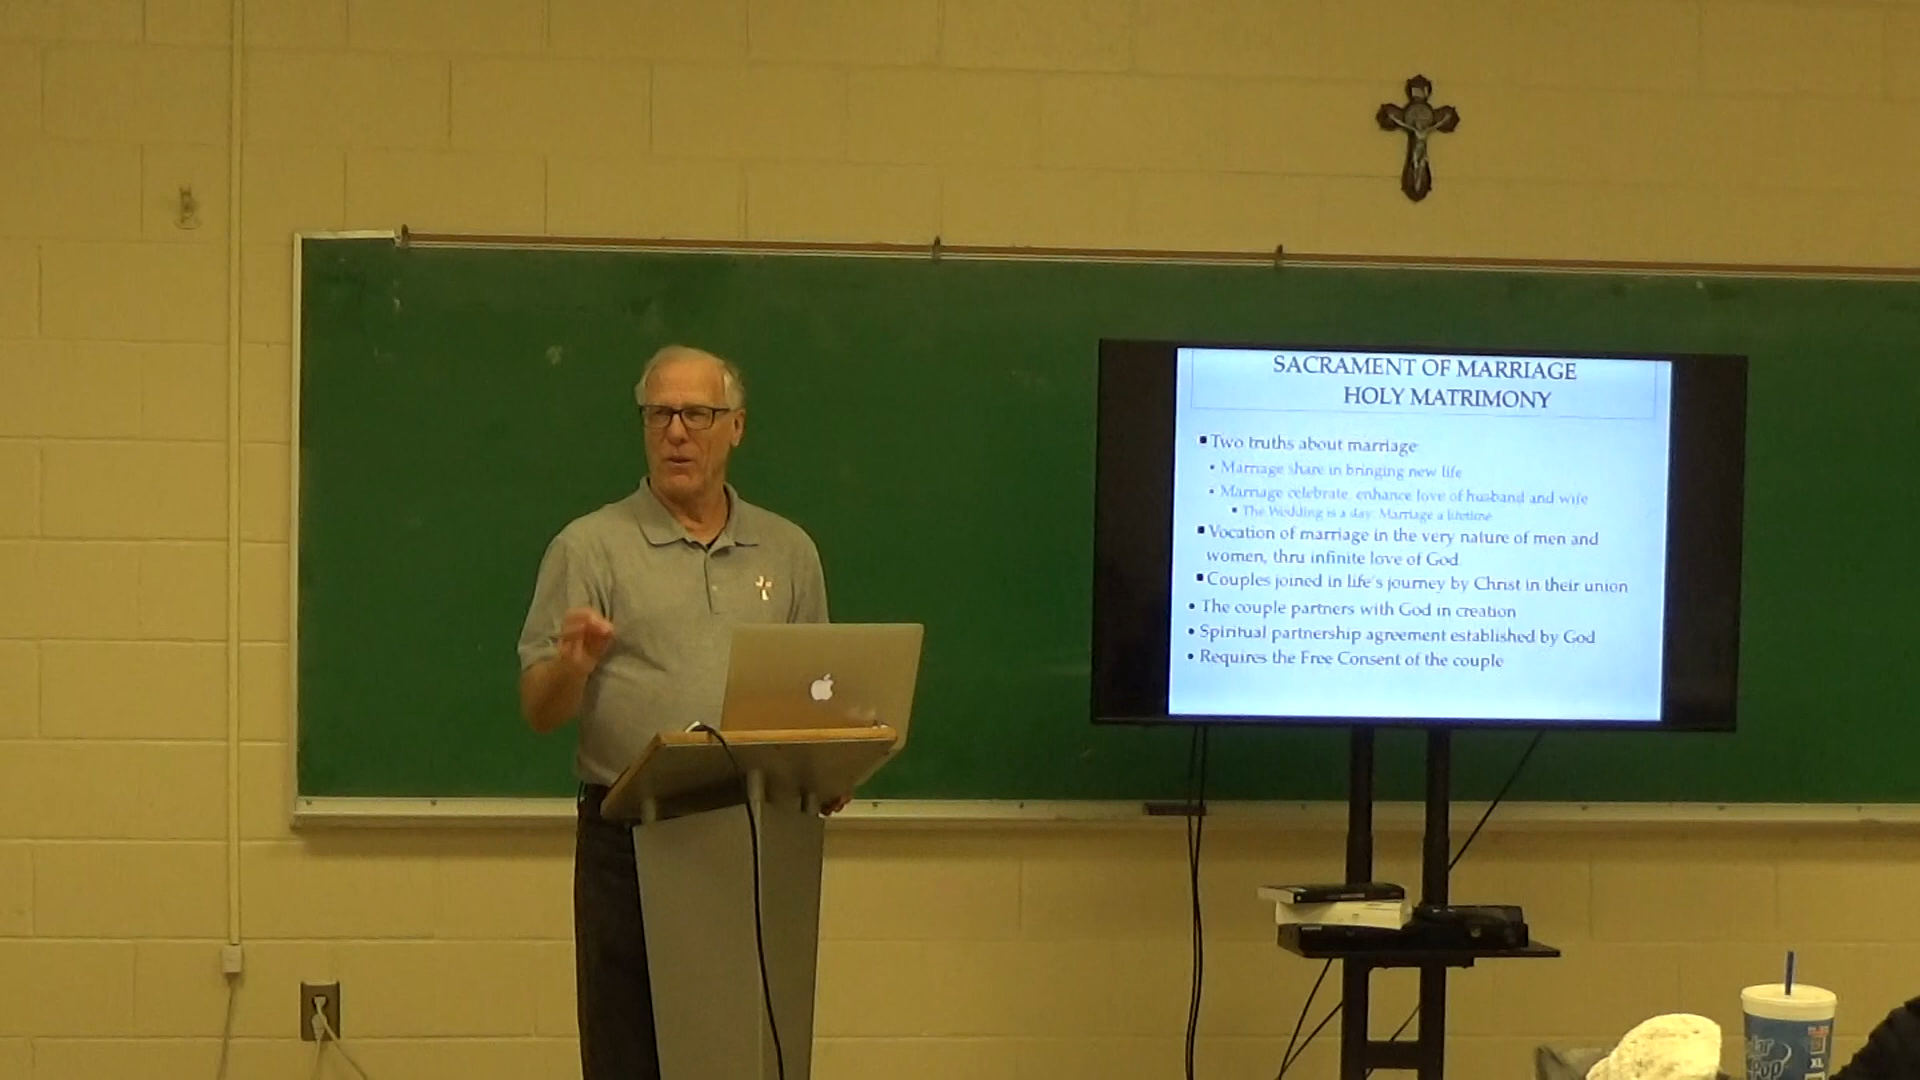 SACRAMENT OF MARRIAGE
HOLY MATRIMONY
Two truths about marriage
Marriage share in bringing new life
Marriage celebrate, enhance love of husband and wife
The Wedding is a day, Marriage a lifetime
Vocation of marriage in the very nature of men and
women, thru infinite love of God
Couples joined in life's journey by Christ in their union
The couple partners with God in creation
Spiritual partnership agreement established by God
Requires the Free Consent of the couple
Pop
XL